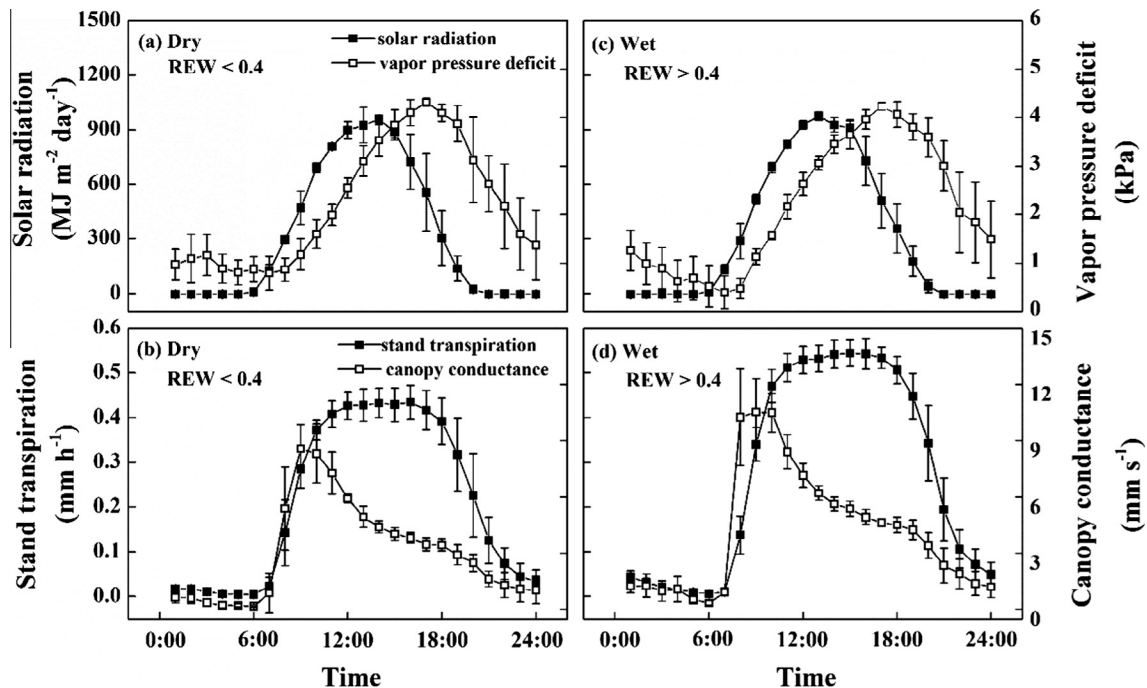 (a) Dry
REW < 0.4
solar radiation
vapor pressure deficit
1500
1200
900
600
300
0
Solar radiation
(MJ m⁻² day⁻¹)
(c) Wet
REW > 0.4
6
5
4
3
2
1
0
Vapor pressure deficit
(kPa)
(b) Dry
REW < 0.4
stand transpiration
canopy conductance
0.6
0.5
0.4
0.3
0.2
0.1
0.0
Stand transpiration
(mm h⁻¹)
0:00 6:00 12:00 18:00 24:00
Time
(d) Wet
REW > 0.4
15
12
9
6
3
0
Canopy conductance
(mm s⁻¹)
0:00 6:00 12:00 18:00 24:00
Time